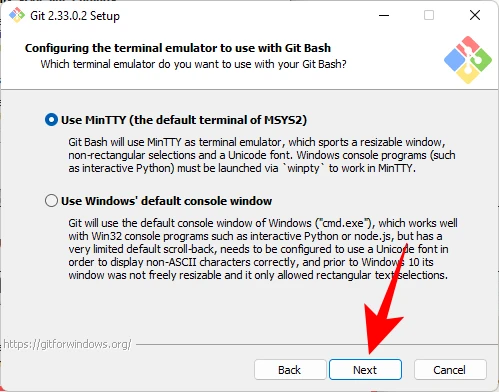 Git 2.33.0.2 Setup
Configuring the terminal emulator to use with Git Bash
Which terminal emulator do you want to use with your Git Bash?
Use MinTTY (the default terminal of MSYS2)
Git Bash will use MinTTY as terminal emulator, which sports a resizable window,
non-rectangular selections and a Unicode font. Windows console programs (such
as interactive Python) must be launched via `winpty` to work in MinTTY.
Use Windows' default console window
Git will use the default console window of Windows ("cmd.exe"), which works well
with Win32 console programs such as interactive Python or node.js, but has a
very limited default scroll-back, needs to be configured to use a Unicode font in
order to display non-ASCII characters correctly, and prior to Windows 10 its
window was not freely resizable and it only allowed rectangular text selections.
https://gitforwindows.org/
Back
Next
Cancel